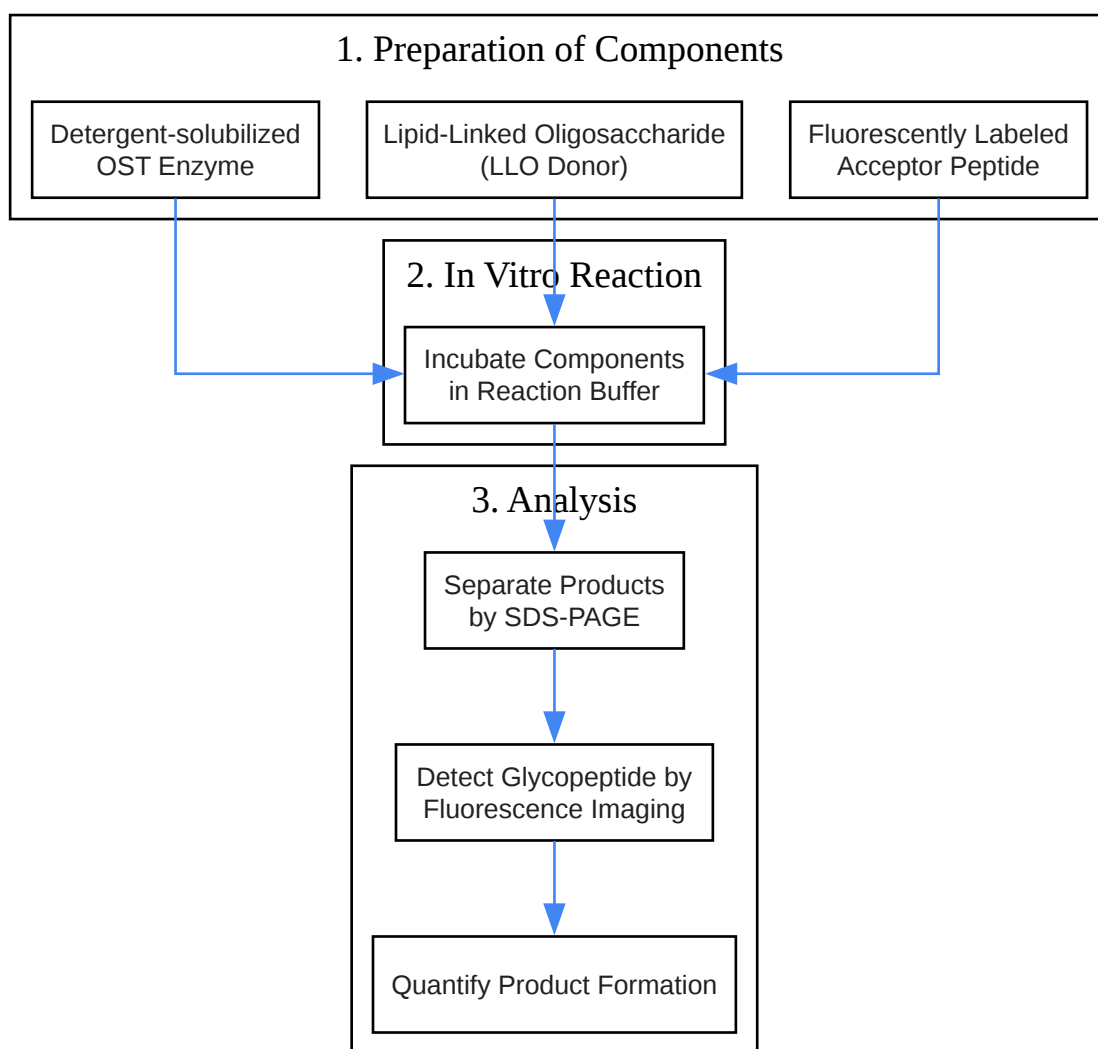 1. Preparation of Components
Detergent-solubilized
OST Enzyme
Lipid-Linked Oligosaccharide
(LLO Donor)
Fluorescently Labeled
Acceptor Peptide
2. In Vitro Reaction
Incubate Components
in Reaction Buffer
3. Analysis
Separate Products
by SDS-PAGE
Detect Glycopeptide by
Fluorescence Imaging
Quantify Product Formation